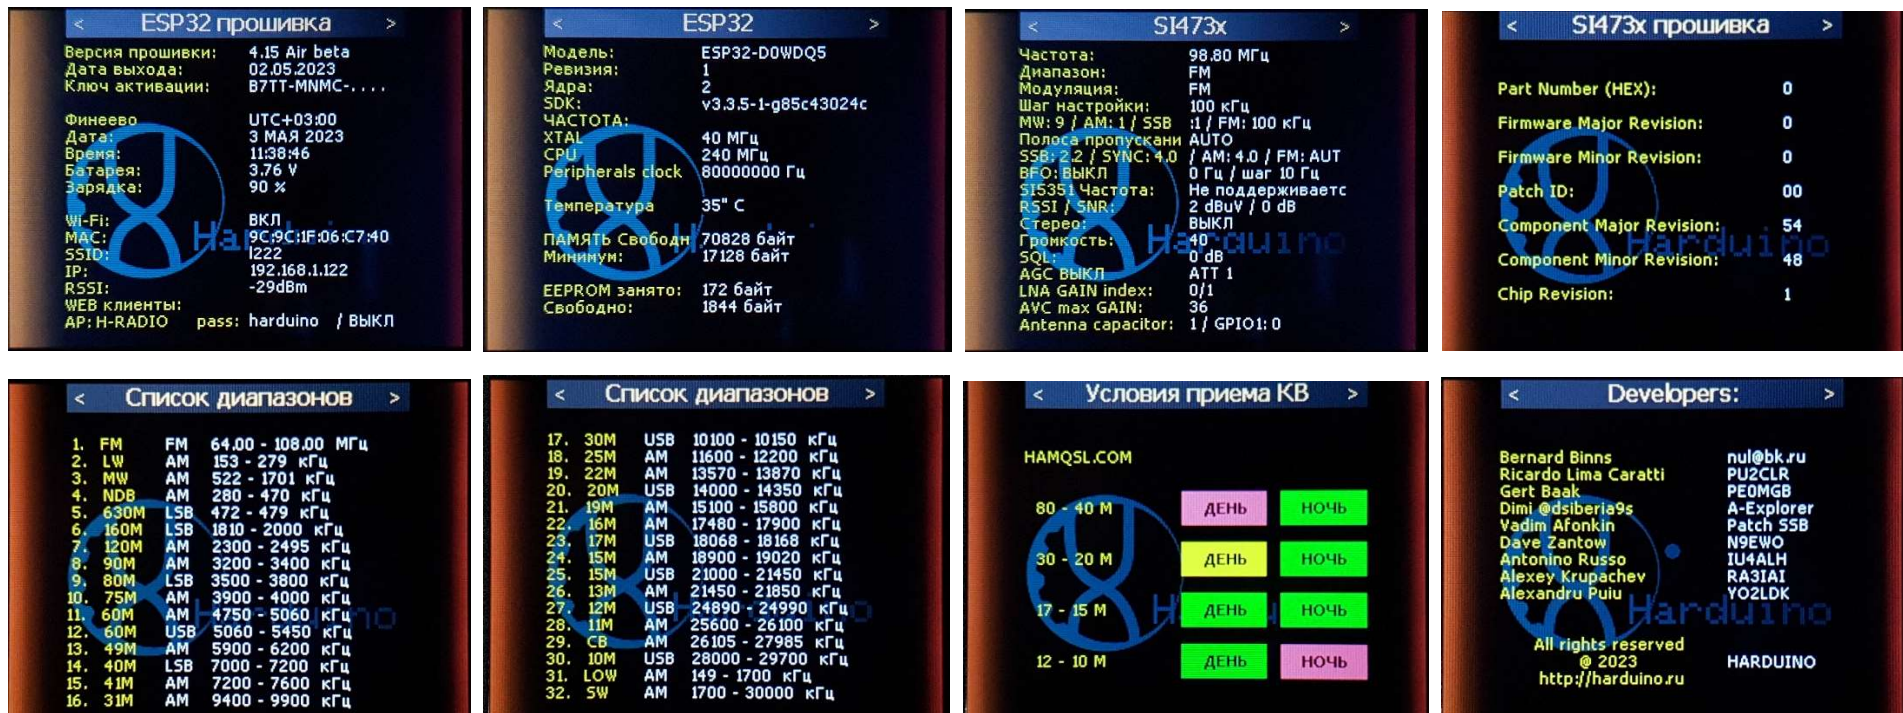 < ESP32 прошивка >
Версия прошивки: 4.15 Air beta
Дата выхода: 02.05.2023
Ключ активации: B7TT-MNMC-....
Финеево UTC+03:00
Дата: 3 МАЯ 2023
Время: 11:38:46
Батарея: 3.76 V
Зарядка: 90 %
Wi-Fi: ВКЛ
MAC: 9C:9C:1F:06:C7:40
SSID: I222
IP: 192.168.1.122
RSSI: -29dBm
WEB клиенты:
AP: H-RADIO pass: harduino / ВЫКЛ
Harduino
< ESP32 >
Модель: ESP32-D0WDQ5
Ревизия: 1
Ядра: 2
SDK: v3.3.5-1-g85c43024c
ЧАСТОТА:
XTAL 40 МГц
CPU 240 МГц
Peripherals clock 80000000 Гц
Температура 35" C
ПАМЯТЬ Свободн 70828 байт
Минимум: 17128 байт
EEPROM занято: 172 байт
Свободно: 1844 байт
< SI473x >
Частота: 98.80 МГц
Диапазон: FM
Модуляция: FM
Шаг настройки: 100 кГц
MW: 9 / AM: 1 / SSB :1 / FM: 100 кГц
Полоса пропускани AUTO
SSB: 2.2 / SYNC: 4.0 / AM: 4.0 / FM: AUT
BFO: ВЫКЛ 0 Гц / шаг 10 Гц
SI5351 Частота: Не поддерживаетс
RSSI / SNR: 2 dBuV / 0 dB
Стерео: ВЫКЛ
Громкость: 40
SQL: 0 dB
AGC ВЫКЛ ATT 1
LNA GAIN index: 0/1
AVC max GAIN: 36
Antenna capacitor: 1 / GPIO1: 0
Harduino
< SI473x прошивка >
Part Number (HEX): 0
Firmware Major Revision: 0
Firmware Minor Revision: 0
Patch ID: 00
Component Major Revision: 54
Component Minor Revision: 48
Chip Revision: 1
Harduino
< Список диапазонов >
1. FM FM 64.00 - 108.00 МГц
2. LW AM 153 - 279 кГц
3. MW AM 522 - 1701 кГц
4. NDB AM 280 - 470 кГц
5. 630M LSB 472 - 479 кГц
6. 160M LSB 1810 - 2000 кГц
7. 120M AM 2300 - 2495 кГц
8. 90M AM 3200 - 3400 кГц
9. 80M LSB 3500 - 3800 кГц
10. 75M AM 3900 - 4000 кГц
11. 60M AM 4750 - 5060 кГц
12. 60M USB 5060 - 5450 кГц
13. 49M AM 5900 - 6200 кГц
14. 40M LSB 7000 - 7200 кГц
15. 41M AM 7200 - 7600 кГц
16. 31M AM 9400 - 9900 кГц
< Список диапазонов >
17. 30M USB 10100 - 10150 кГц
18. 25M AM 11600 - 12200 кГц
19. 22M AM 13570 - 13870 кГц
20. 20M USB 14000 - 14350 кГц
21. 19M AM 15100 - 15800 кГц
22. 16M AM 17480 - 17900 кГц
23. 17M USB 18068 - 18168 кГц
24. 15M AM 18900 - 19020 кГц
25. 15M USB 21000 - 21450 кГц
26. 13M AM 21450 - 21850 кГц
27. 12M USB 24890 - 24990 кГц
28. 11M AM 25600 - 26100 кГц
29. CB AM 26105 - 27985 кГц
30. 10M USB 28000 - 29700 кГц
31. LOW AM 149 - 1700 кГц
32. SW AM 1700 - 30000 кГц
< Условия приема КВ >
HAMQSL.COM
80 - 40 M ДЕНЬ НОЧЬ
30 - 20 M ДЕНЬ НОЧЬ
17 - 15 M ДЕНЬ НОЧЬ
12 - 10 M ДЕНЬ НОЧЬ
< Developers: >
Bernard Binns nul@bk.ru
Ricardo Lima Caratti PU2CLR
Gert Baak PE0MGB
Dimi @dsiberia9s A-Explorer
Vadim Afonkin Patch SSB
Dave Zantow N9EWO
Antonino Russo IU4ALH
Alexey Krupachev RA3IAI
Alexandru Puiu YO2LDK
Harduino
All rights reserved
@ 2023 HARDUINO
http://harduino.ru